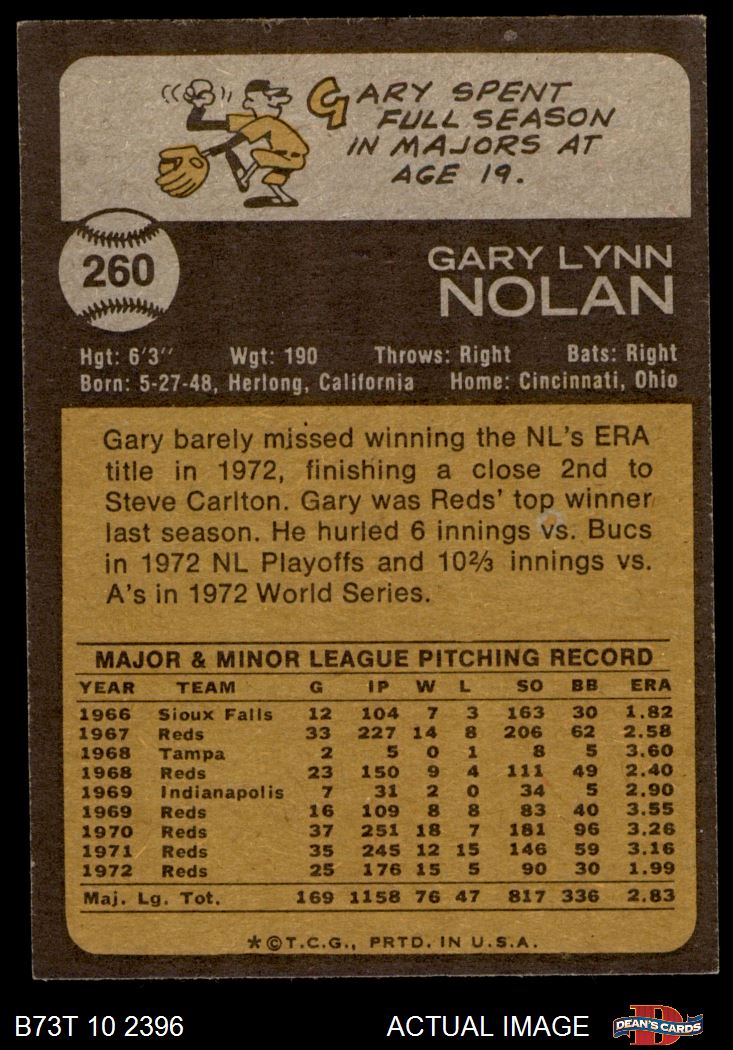 GARY SPENT
FULL SEASON
IN MAJORS AT
AGE 19.
260
GARY LYNN
NOLAN
Hgt: 6'3" Wgt: 190 Throws: Right Bats: Right
Born: 5-27-48, Herlong, California Home: Cincinnati, Ohio
Gary barely missed winning the NL's ERA
title in 1972, finishing a close 2nd to
Steve Carlton. Gary was Reds' top winner
last season. He hurled 6 innings vs. Bucs
in 1972 NL Playoffs and 10⅔ innings vs.
A's in 1972 World Series.
MAJOR & MINOR LEAGUE PITCHING RECORD
YEAR TEAM G IP W L SO BB ERA
1966 Sioux Falls 12 104 7 3 163 30 1.82
1967 Reds 33 227 14 8 206 62 2.58
1968 Tampa 2 5 0 1 8 5 3.60
1968 Reds 23 150 9 4 111 49 2.40
1969 Indianapolis 7 31 2 0 34 5 2.90
1969 Reds 16 109 8 8 83 40 3.55
1970 Reds 37 251 18 7 181 96 3.26
1971 Reds 35 245 12 15 146 59 3.16
1972 Reds 25 176 15 5 90 30 1.99
Maj. Lg. Tot. 169 1158 76 47 817 336 2.83
*©T.C.G., PRTD. IN U.S.A.
B73T 10 2396 ACTUAL IMAGE D DEAN'S CARDS